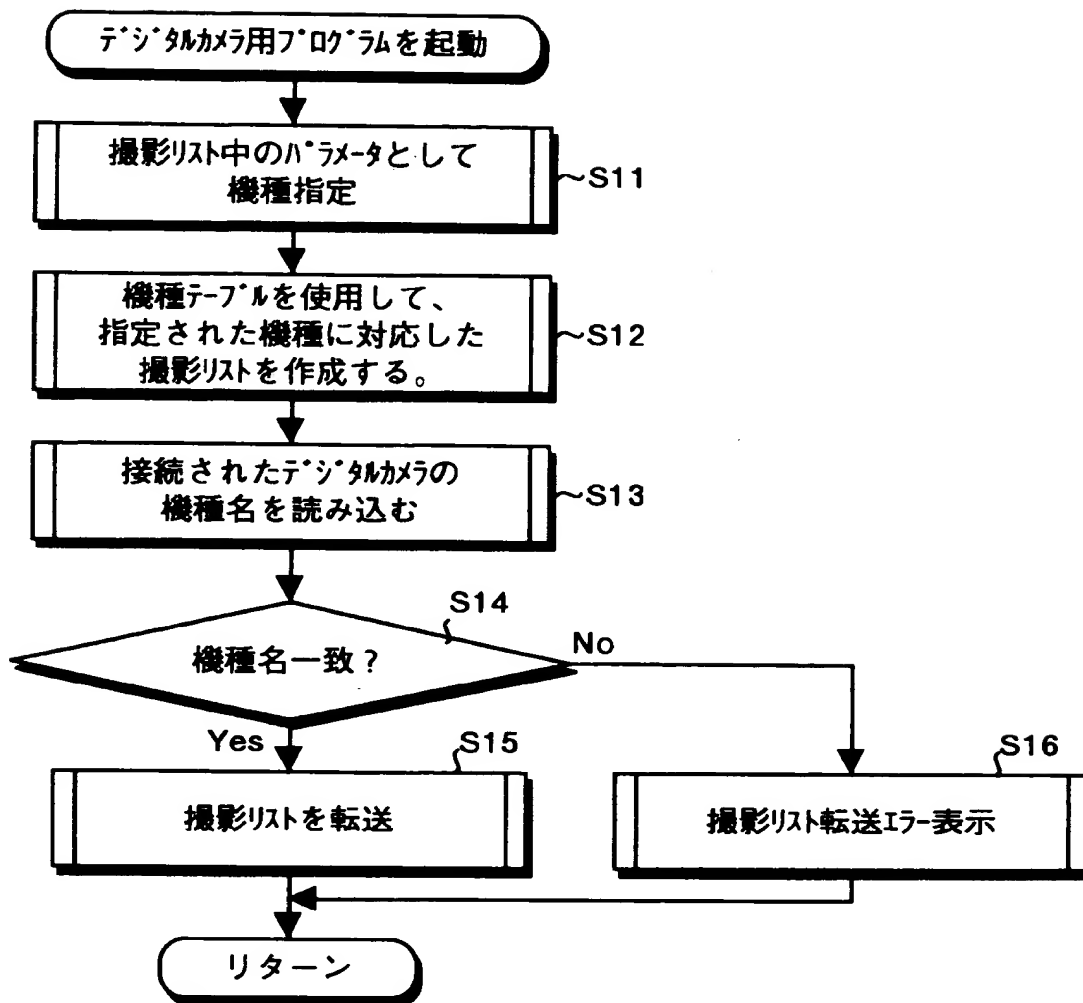 ﾃﾞｼﾞﾀﾙｶﾒﾗ用ﾌﾟﾛｸﾞﾗﾑを起動
撮影ﾘｽﾄ中のﾊﾟﾗﾒｰﾀとして
機種指定
S11
機種ﾃｰﾌﾞﾙを使用して、
指定された機種に対応した
撮影ﾘｽﾄを作成する。
S12
接続されたﾃﾞｼﾞﾀﾙｶﾒﾗの
機種名を読み込む
S13
S14
機種名一致？
No
Yes
S15
撮影ﾘｽﾄを転送
S16
撮影ﾘｽﾄ転送ｴﾗｰ表示
リターン